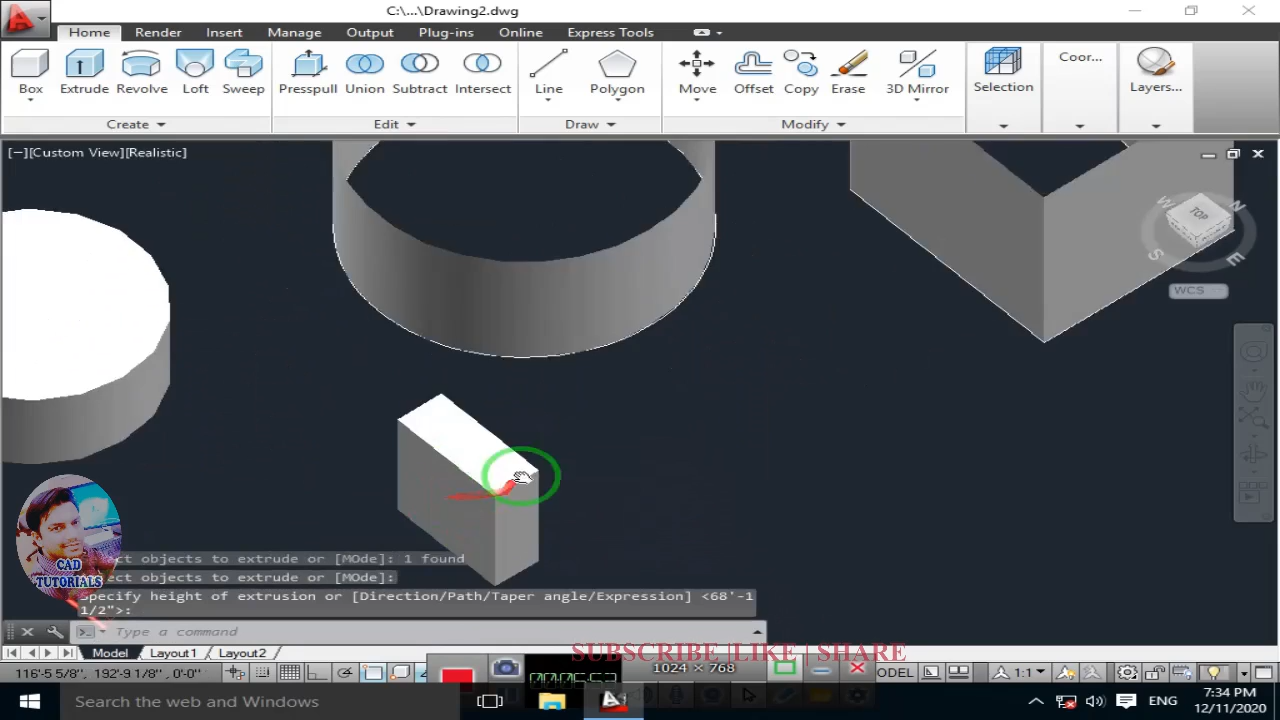 C:\...\Drawing2.dwg
Home Render Insert Manage Output Plug-ins Online Express Tools
Box Extrude Revolve Loft Sweep Presspull Union Subtract Intersect Line Polygon Move Offset Copy Erase 3D Mirror Selection Coor... Layers...
Create Edit Draw Modify
[−][Custom View][Realistic]
W N
TOP
S E
WCS
CAD
TUTORIALS
ect objects to extrude or [MOde]: 1 found
ect objects to extrude or [MOde]:
Specify height of extrusion or [Direction/Path/Taper angle/Expression] <68'-1
1/2">:
Type a command
Model Layout1 Layout2
SUBSCRIBE |LIKE | SHARE
116'-5 5/8", 192'-9 1/8", 0'-0"
1024 × 768
ODEL
1:1
Search the web and Windows
ENG
7:34 PM
12/11/2020